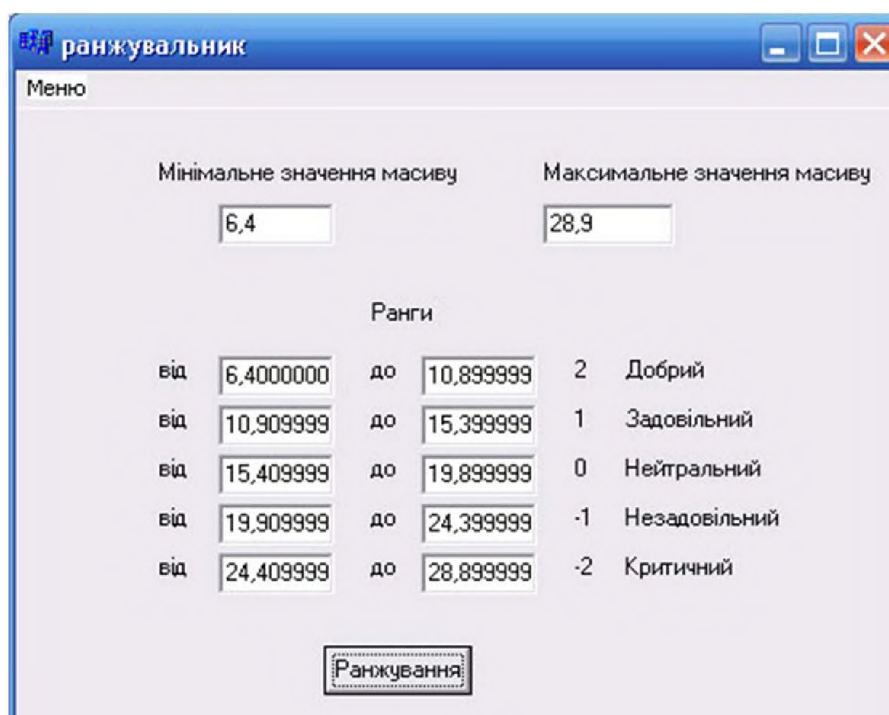 ранжувальник
Меню
Мінімальне значення масиву Максимальне значення масиву
6,4 28,9
Ранги
від 6,4000000 до 10,899999 2 Добрий
від 10,909999 до 15,399999 1 Задовільний
від 15,409999 до 19,899999 0 Нейтральний
від 19,909999 до 24,399999 -1 Незадовільний
від 24,409999 до 28,899999 -2 Критичний
Ранжування